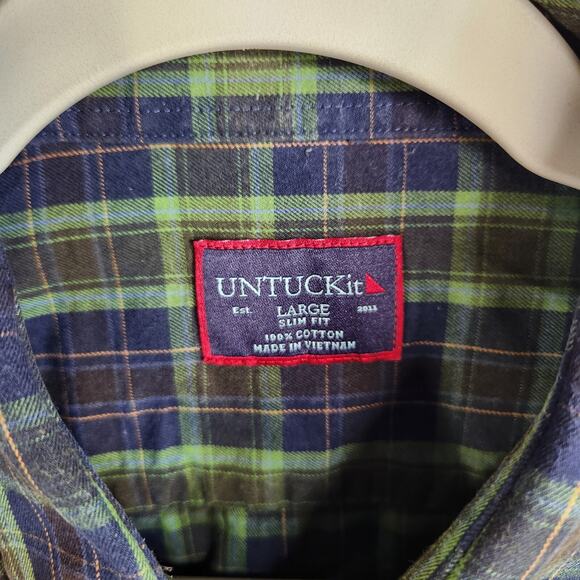 UNTUCKit
Est. LARGE 2011
SLIM FIT
100% COTTON
MADE IN VIETNAM